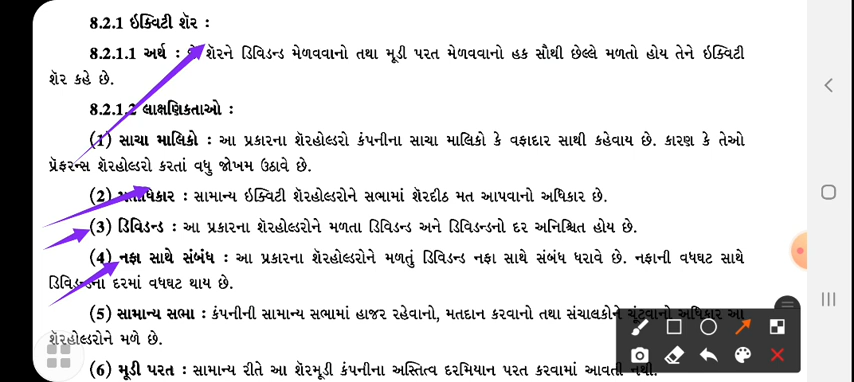 8.2.1 ઇક્વિટી શૅર :
8.2.1.1 અર્થ : શૅરને ડિવિડન્ડ મેળવવાનો તથા મૂડી પરત મેળવવાનો હક સૌથી છેલ્લે મળતો હોય તેને ઇક્વિટી
શૅર કહે છે.
8.2.1.2 લાક્ષણિકતાઓ :
(1) સાચા માલિકો : આ પ્રકારના શૅરહોલ્ડરો કંપનીના સાચા માલિકો કે વફાદાર સાથી કહેવાય છે. કારણ કે તેઓ
પ્રૅફરન્સ શૅરહોલ્ડરો કરતાં વધુ જોખમ ઉઠાવે છે.
(2) મતાધિકાર : સામાન્ય ઇક્વિટી શૅરહોલ્ડરોને સભામાં શૅરદીઠ મત આપવાનો અધિકાર છે.
(3) ડિવિડન્ડ : આ પ્રકારના શૅરહોલ્ડરોને મળતા ડિવિડન્ડ અને ડિવિડન્ડનો દર અનિશ્ચિત હોય છે.
(4) નફા સાથે સંબંધ : આ પ્રકારના શૅરહોલ્ડરોને મળતું ડિવિડન્ડ નફા સાથે સંબંધ ધરાવે છે. નફાની વધઘટ સાથે
ડિવિડન્ડના દરમાં વધઘટ થાય છે.
(5) સામાન્ય સભા : કંપનીની સામાન્ય સભામાં હાજર રહેવાનો, મતદાન કરવાનો તથા સંચાલકોને ચૂંટવાનો અધિકાર આ
શૅરહોલ્ડરોને મળે છે.
(6) મૂડી પરત : સામાન્ય રીતે આ શૅરમૂડી કંપનીના અસ્તિત્વ દરમિયાન પરત કરવામાં આવતી નથી.